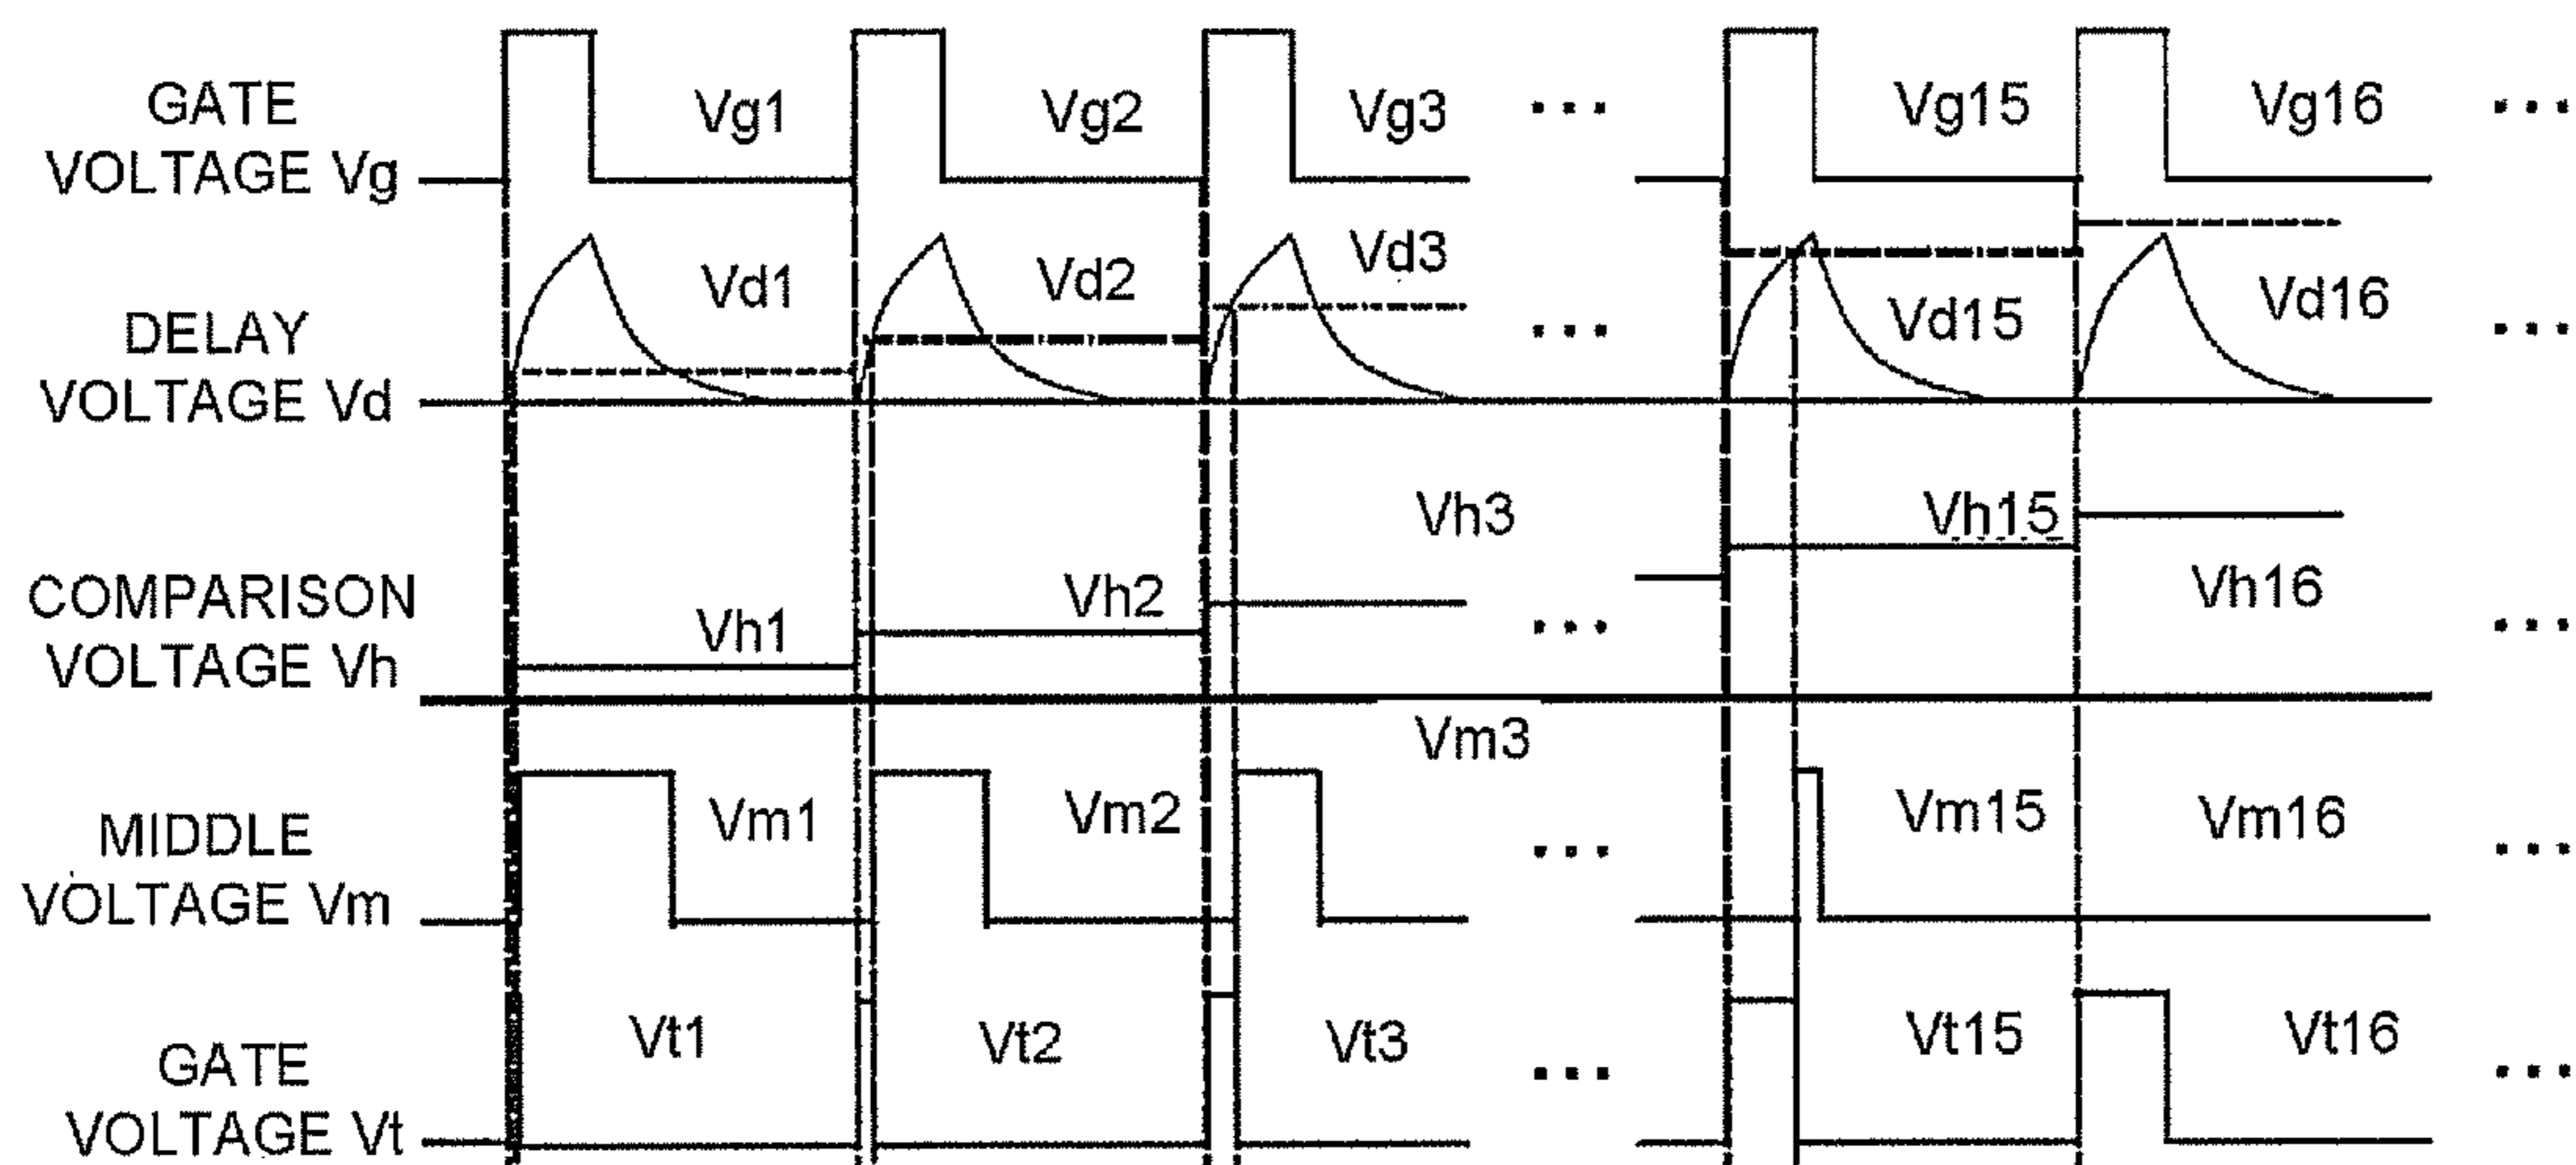 GATE
VOLTAGE Vg
Vg1
Vg2
Vg3
...
Vg15
Vg16
...
DELAY
VOLTAGE Vd
Vd1
Vd2
Vd3
...
Vd15
Vd16
...
COMPARISON
VOLTAGE Vh
Vh1
Vh2
Vh3
...
Vh15
Vh16
...
MIDDLE
VOLTAGE Vm
Vm1
Vm2
Vm3
...
Vm15
Vm16
...
GATE
VOLTAGE Vt
Vt1
Vt2
Vt3
...
Vt15
Vt16
...